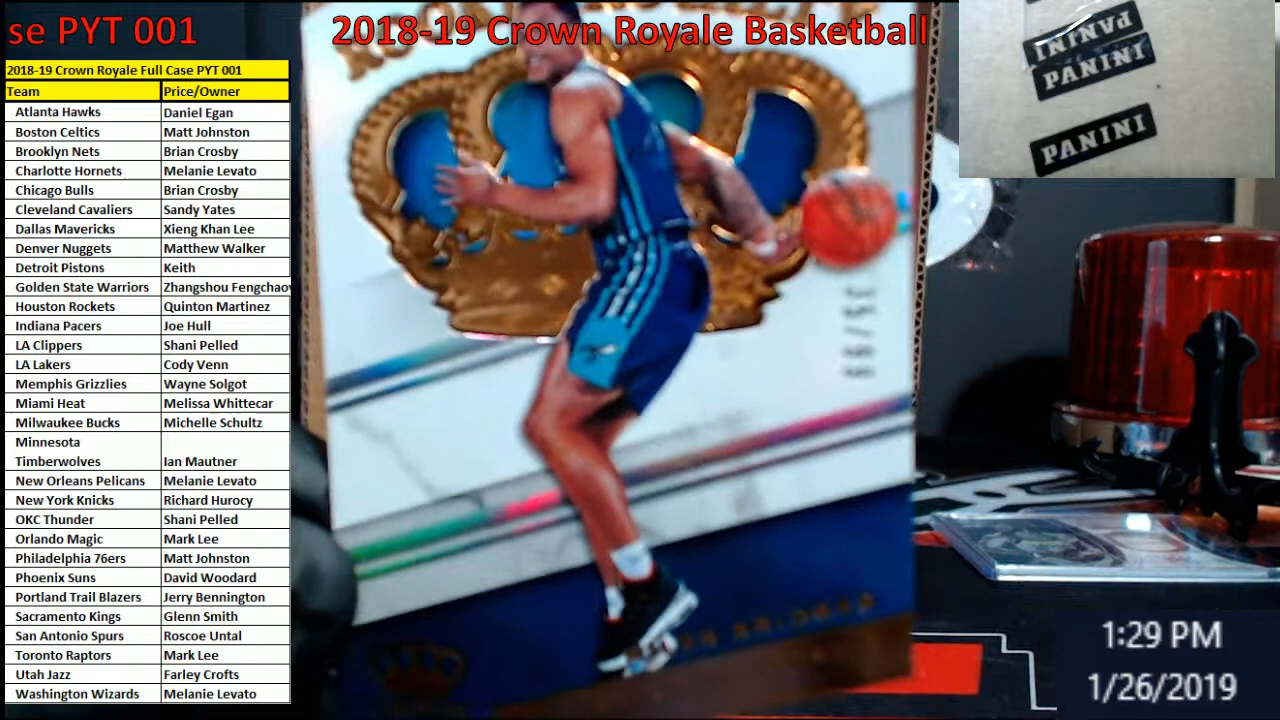 se PYT 001
2018-19 Crown Royale Basketball
2018-19 Crown Royale Full Case PYT 001
Team Price/Owner
Atlanta Hawks Daniel Egan
Boston Celtics Matt Johnston
Brooklyn Nets Brian Crosby
Charlotte Hornets Melanie Levato
Chicago Bulls Brian Crosby
Cleveland Cavaliers Sandy Yates
Dallas Mavericks Xieng Khan Lee
Denver Nuggets Matthew Walker
Detroit Pistons Keith
Golden State Warriors Zhangshou Fengchaov
Houston Rockets Quinton Martinez
Indiana Pacers Joe Hull
LA Clippers Shani Pelled
LA Lakers Cody Venn
Memphis Grizzlies Wayne Solgot
Miami Heat Melissa Whittecar
Milwaukee Bucks Michelle Schultz
Minnesota
Timberwolves Ian Mautner
New Orleans Pelicans Melanie Levato
New York Knicks Richard Hurocy
OKC Thunder Shani Pelled
Orlando Magic Mark Lee
Philadelphia 76ers Matt Johnston
Phoenix Suns David Woodard
Portland Trail Blazers Jerry Bennington
Sacramento Kings Glenn Smith
San Antonio Spurs Roscoe Untal
Toronto Raptors Mark Lee
Utah Jazz Farley Crofts
Washington Wizards Melanie Levato
PANINI
PANINI
PANINI
1:29 PM
1/26/2019